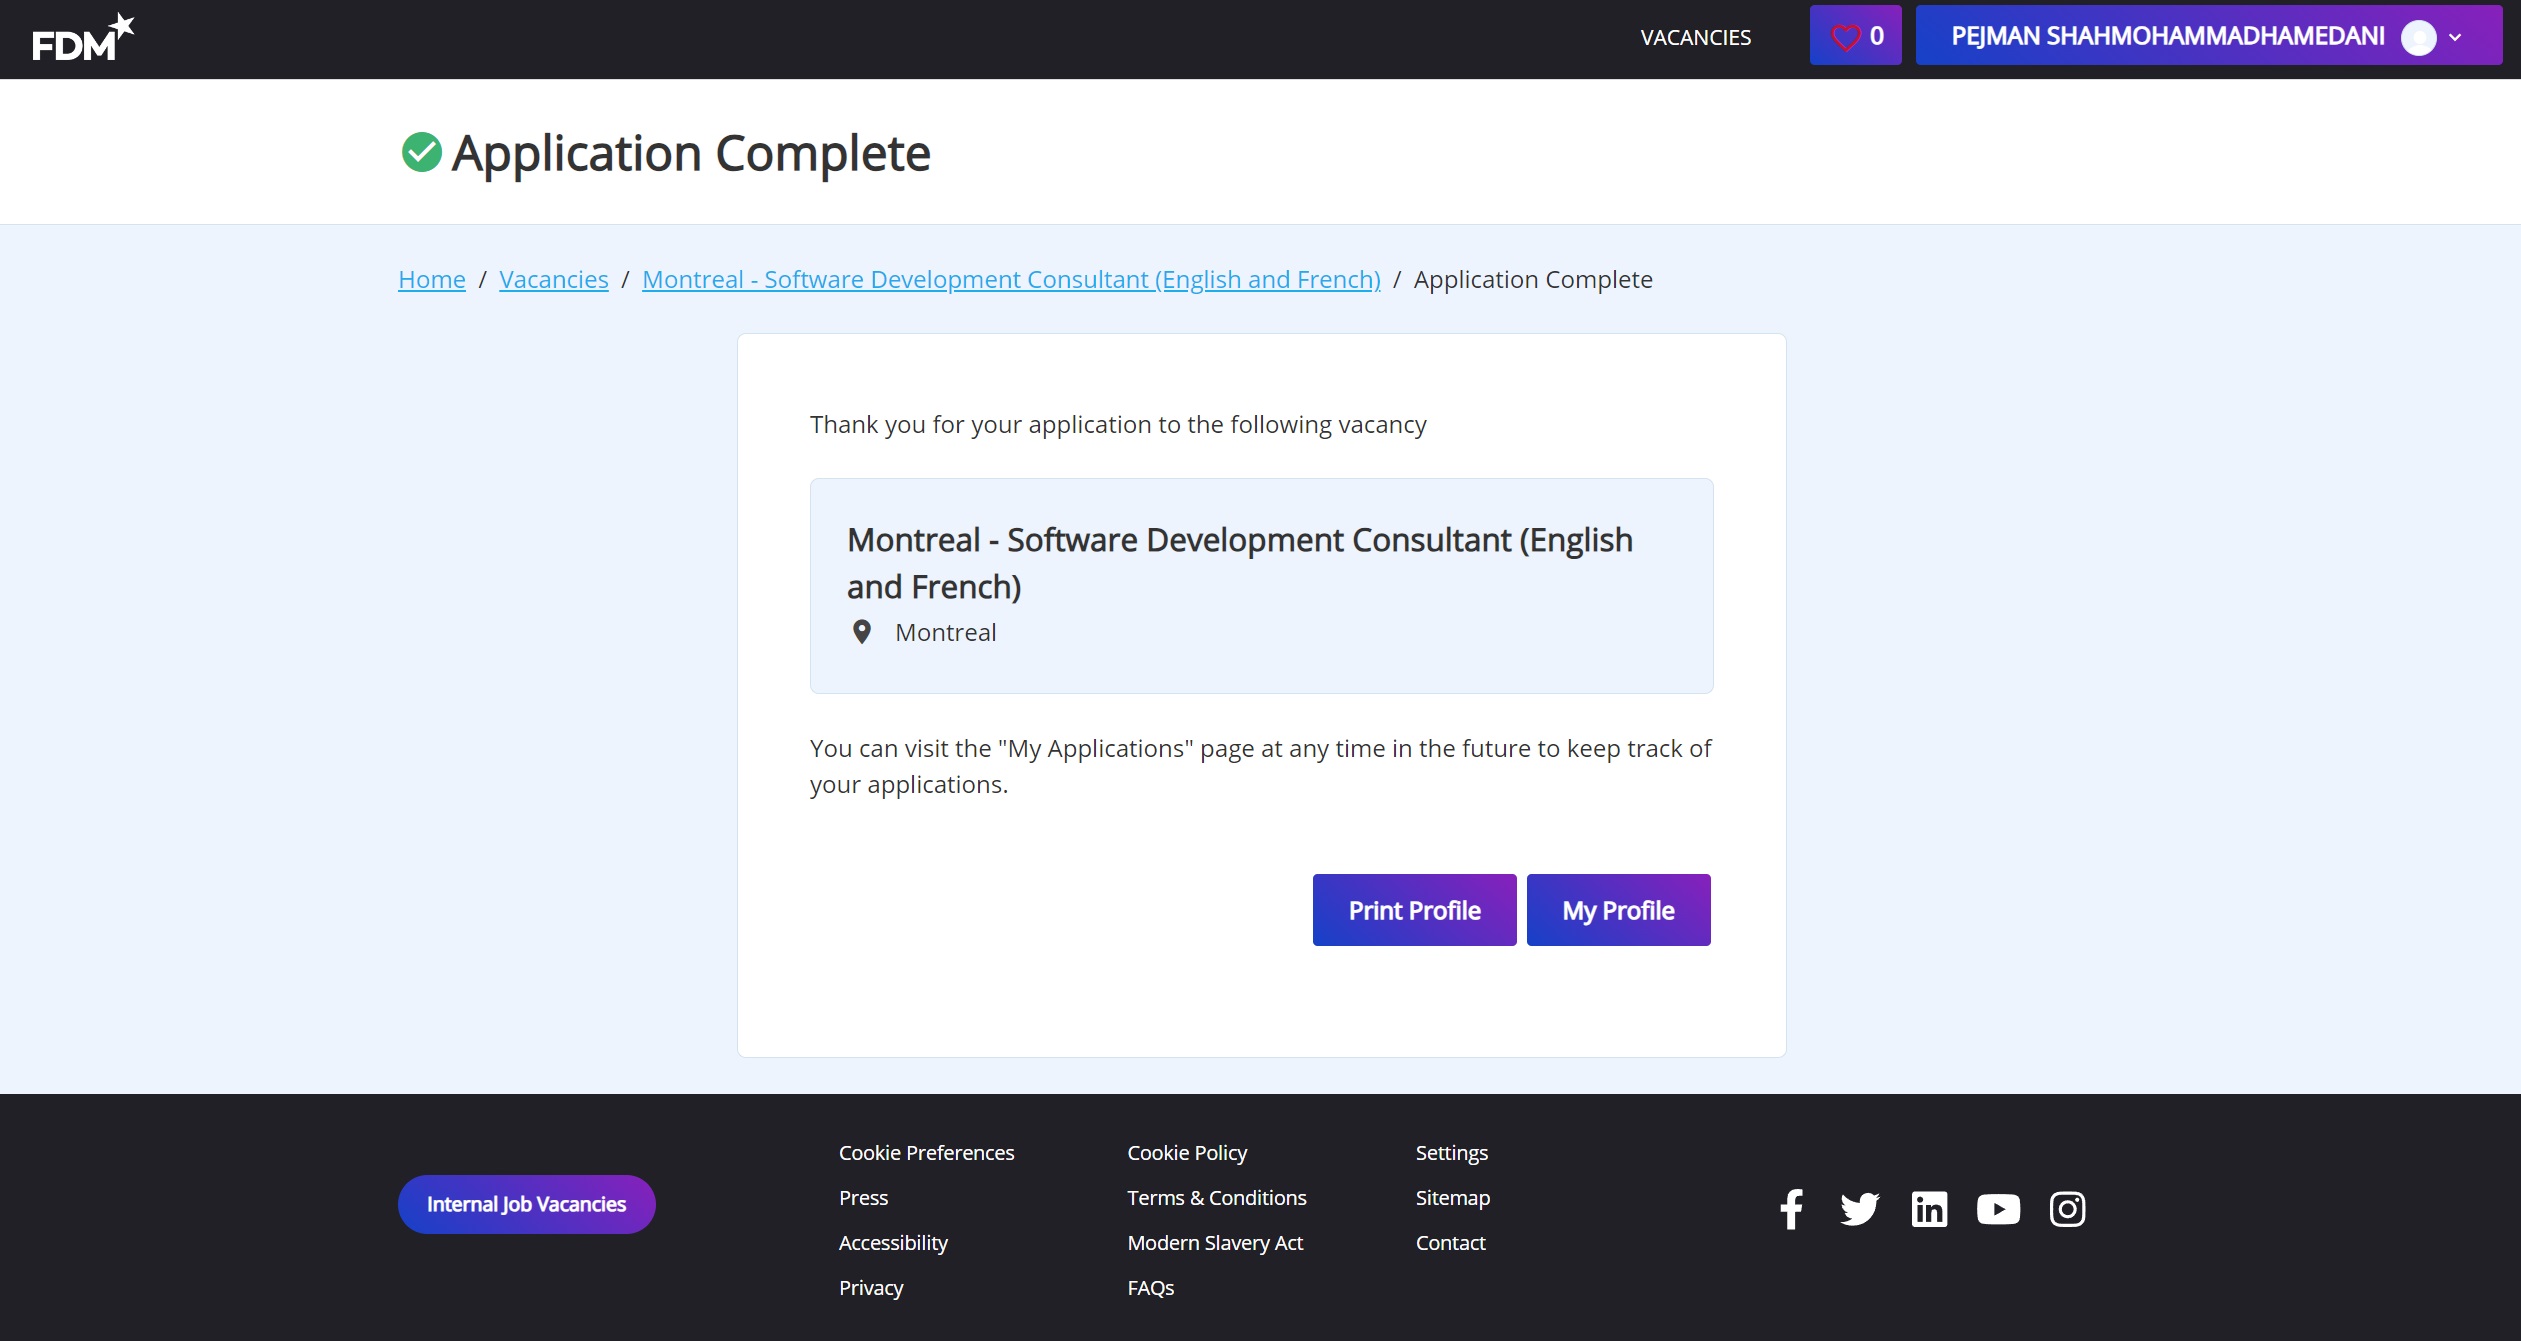 FDM
VACANCIES
0
PEJMAN SHAHMOHAMMADHAMEDANI
Application Complete
Home / Vacancies / Montreal - Software Development Consultant (English and French) / Application Complete
Thank you for your application to the following vacancy
Montreal - Software Development Consultant (English
and French)
Montreal
You can visit the "My Applications" page at any time in the future to keep track of
your applications.
Print Profile
My Profile
Internal Job Vacancies
Cookie Preferences
Press
Accessibility
Privacy
Cookie Policy
Terms & Conditions
Modern Slavery Act
FAQs
Settings
Sitemap
Contact